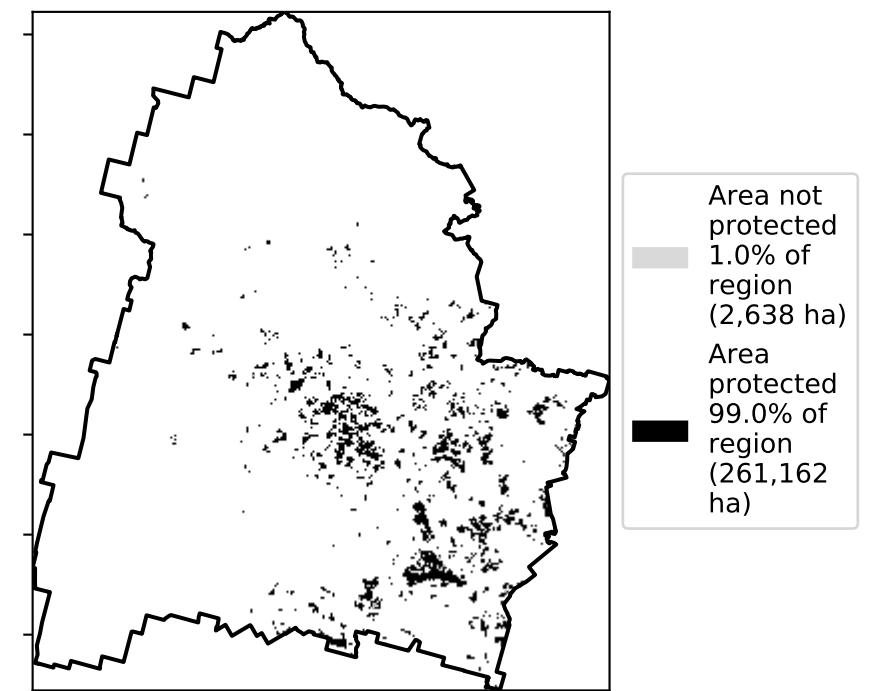 Area not
protected
1.0% of
region
(2,638 ha)
Area
protected
99.0% of
region
(261,162
ha)